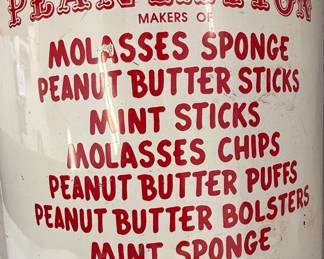 MAKERS OF
MOLASSES SPONGE
PEANUT BUTTER STICKS
MINT STICKS
MOLASSES CHIPS
PEANUT BUTTER PUFFS
PEANUT BUTTER BOLSTERS
MINT SPONGE